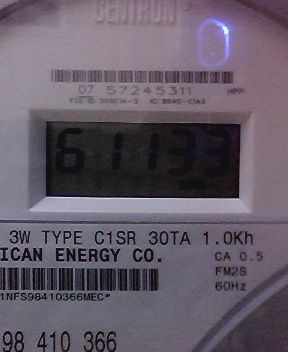 CENTRON
07 57245311 HPP
61133
3W TYPE C1SR 30TA 1.0Kh
ICAN ENERGY CO. CA 0.5
FM2S
1NFS98410366MEC* 60Hz
98 410 366